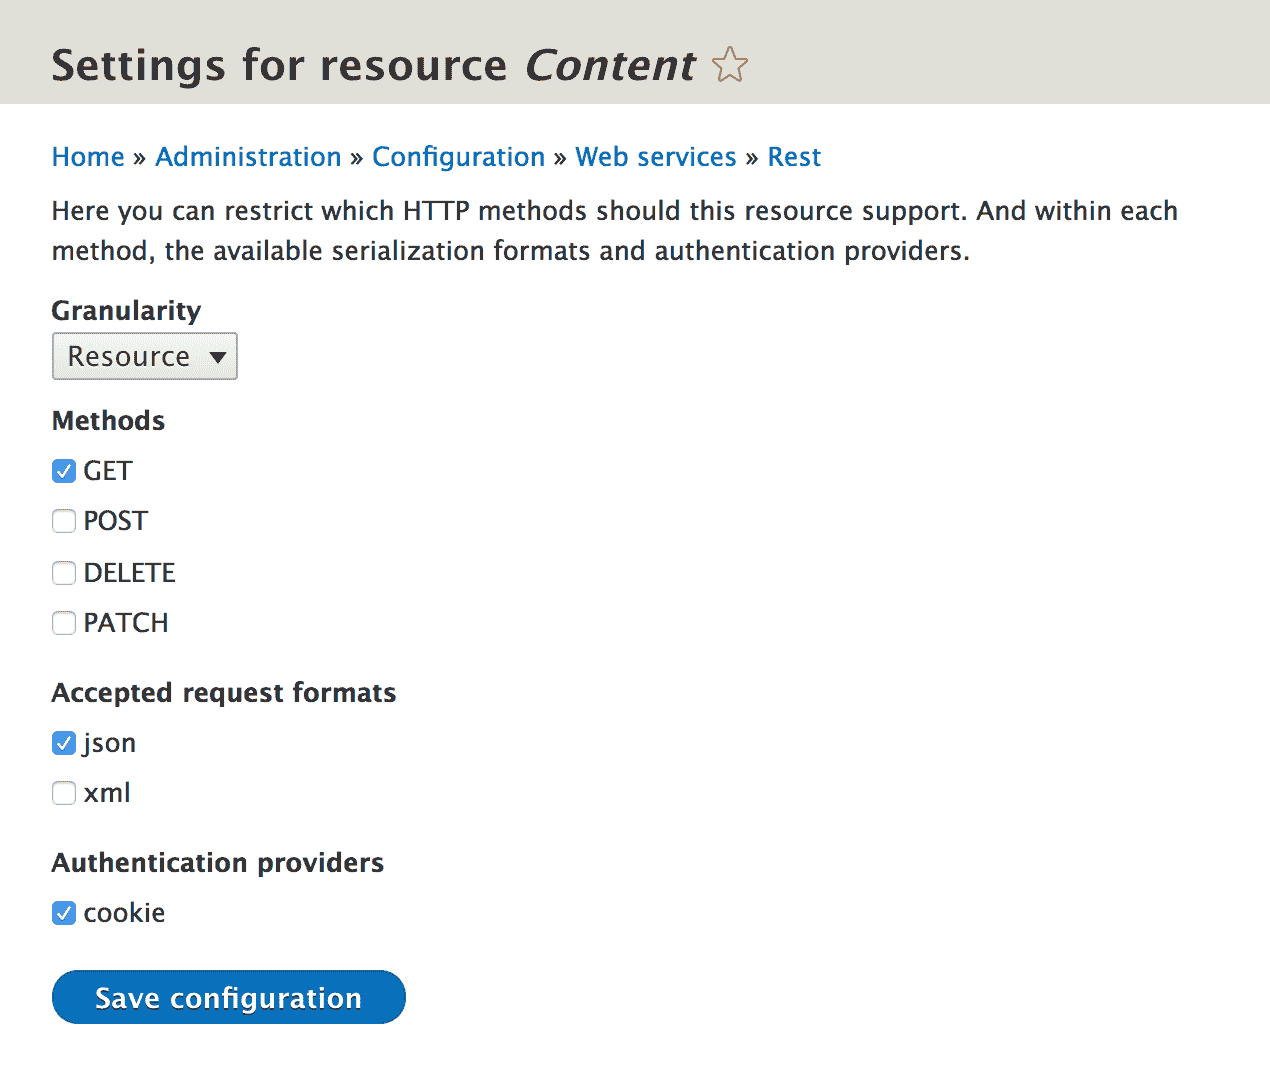 Settings for resource Content
Home » Administration » Configuration » Web services » Rest
Here you can restrict which HTTP methods should this resource support. And within each
method, the available serialization formats and authentication providers.
Granularity
Resource
Methods
GET
POST
DELETE
PATCH
Accepted request formats
json
xml
Authentication providers
cookie
Save configuration